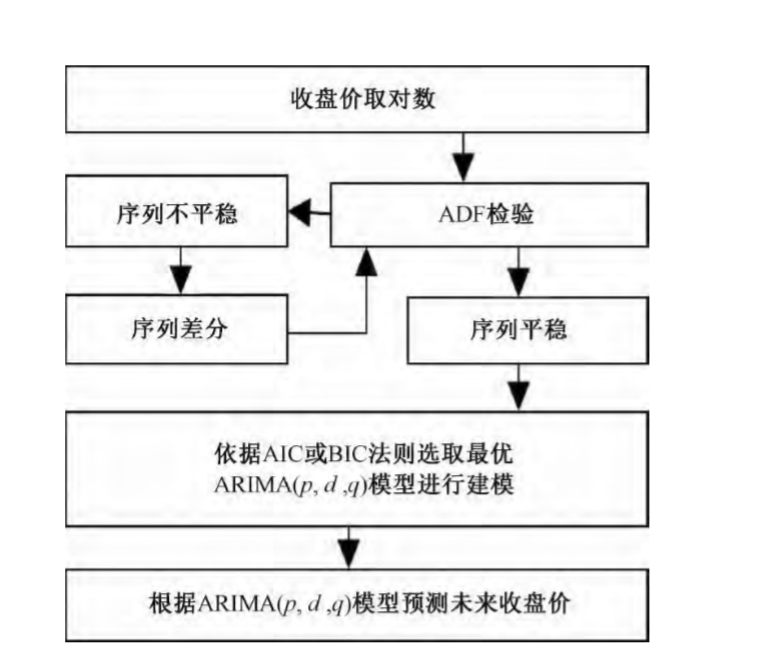 收盘价取对数
序列不平稳
ADF检验
序列差分
序列平稳
依据AIC或BIC法则选取最优
ARIMA(p, d ,q)模型进行建模
根据ARIMA(p, d ,q)模型预测未来收盘价